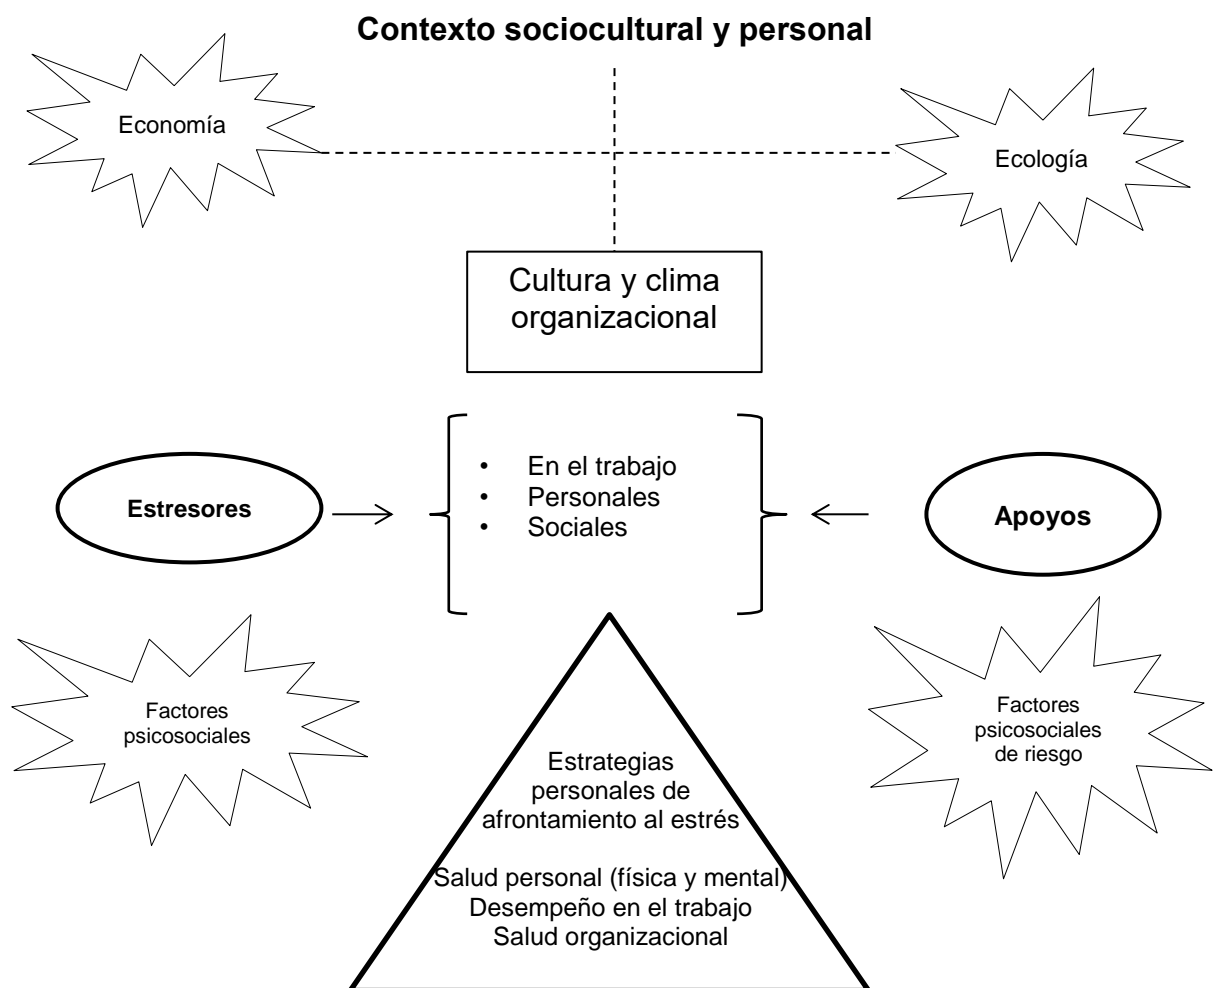 Contexto sociocultural y personal
Economía
Ecología
Cultura y clima
organizacional
• En el trabajo
• Personales
• Sociales
Estresores
Apoyos
Factores
psicosociales
Factores
psicosociales
de riesgo
Estrategias
personales de
afrontamiento al estrés
Salud personal (física y mental)
Desempeño en el trabajo
Salud organizacional